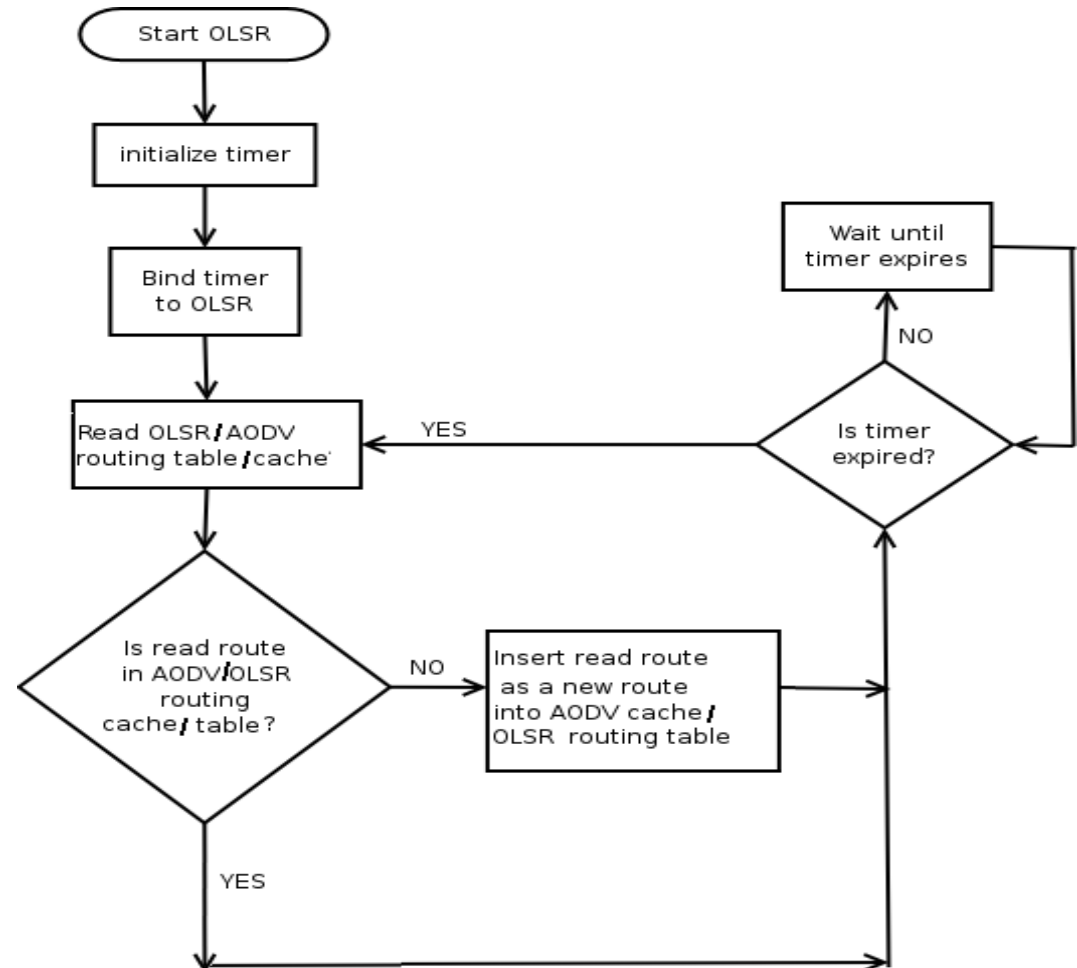 Start OLSR
initialize timer
Bind timer
to OLSR
Wait until
timer expires
NO
Read OLSR/AODV
routing table/cache
YES
Is timer
expired?
Is read route
in AODV/OLSR
routing
cache/ table?
NO
Insert read route
as a new route
into AODV cache/
OLSR routing table
YES